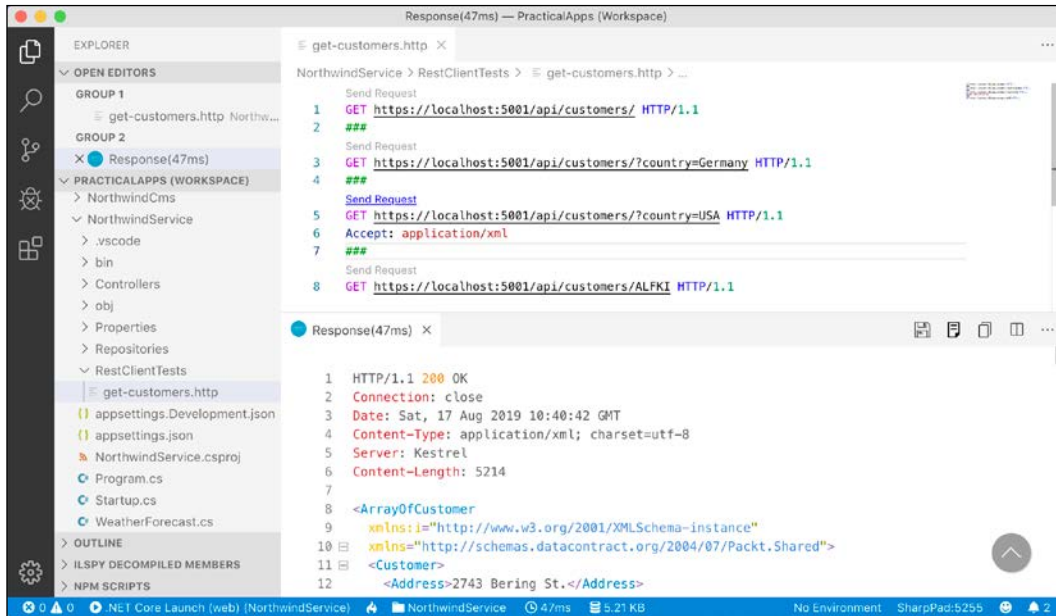 Response(47ms) — PracticalApps (Workspace)
EXPLORER
OPEN EDITORS
GROUP 1
get-customers.http Northw...
GROUP 2
Response(47ms)
PRACTICALAPPS (WORKSPACE)
NorthwindCms
NorthwindService
.vscode
bin
Controllers
obj
Properties
Repositories
RestClientTests
get-customers.http
appsettings.Development.json
appsettings.json
NorthwindService.csproj
Program.cs
Startup.cs
WeatherForecast.cs
OUTLINE
ILSPY DECOMPILED MEMBERS
NPM SCRIPTS
get-customers.http
NorthwindService > RestClientTests > get-customers.http > ...
Send Request
1 GET https://localhost:5001/api/customers/ HTTP/1.1
2 ###
Send Request
3 GET https://localhost:5001/api/customers/?country=Germany HTTP/1.1
4 ###
Send Request
5 GET https://localhost:5001/api/customers/?country=USA HTTP/1.1
6 Accept: application/xml
7 ###
Send Request
8 GET https://localhost:5001/api/customers/ALFKI HTTP/1.1
Response(47ms)
1 HTTP/1.1 200 OK
2 Connection: close
3 Date: Sat, 17 Aug 2019 10:40:42 GMT
4 Content-Type: application/xml; charset=utf-8
5 Server: Kestrel
6 Content-Length: 5214
7
8 <ArrayOfCustomer
9 xmlns:i="http://www.w3.org/2001/XMLSchema-instance"
10 xmlns="http://schemas.datacontract.org/2004/07/Packt.Shared">
11 <Customer>
12 <Address>2743 Bering St.</Address>
0 0 .NET Core Launch (web) (NorthwindService) NorthwindService 47ms 5.21 KB No Environment SharpPad:5255 2